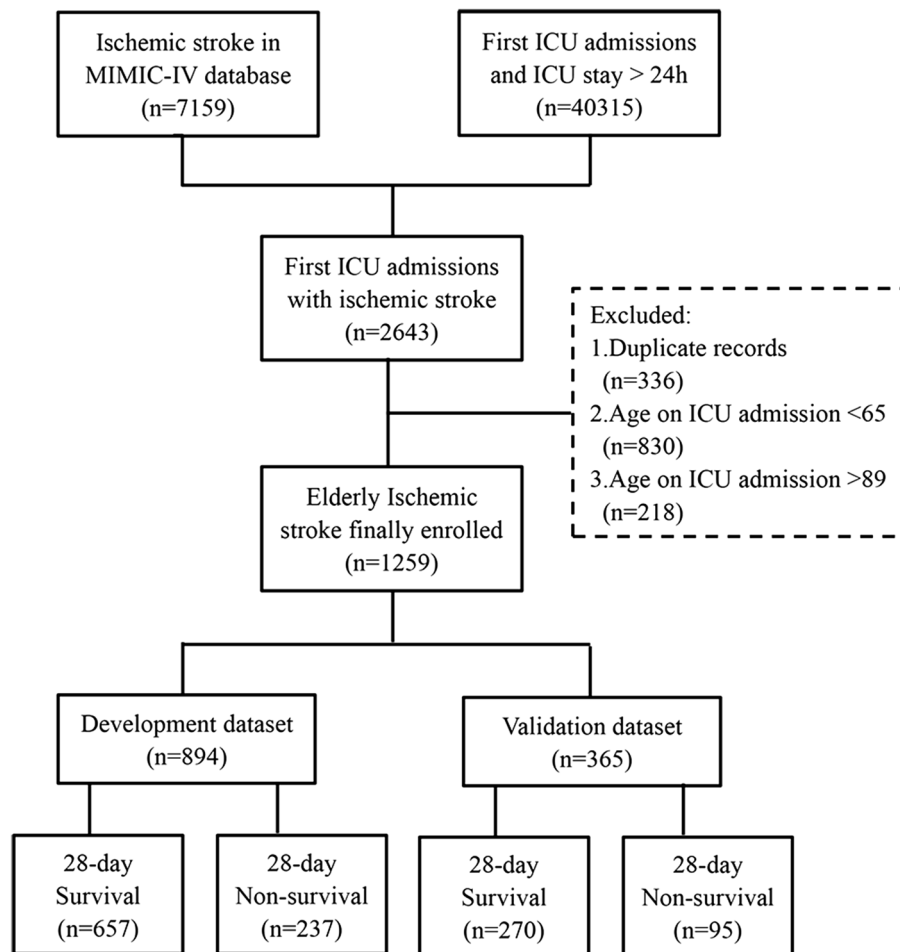 Ischemic stroke in
MIMIC-IV database
(n=7159)
First ICU admissions
and ICU stay > 24h
(n=40315)
First ICU admissions
with ischemic stroke
(n=2643)
Excluded:
1.Duplicate records
(n=336)
2.Age on ICU admission <65
(n=830)
3.Age on ICU admission >89
(n=218)
Elderly Ischemic
stroke finally enrolled
(n=1259)
Development dataset
(n=894)
Validation dataset
(n=365)
28-day
Survival
(n=657)
28-day
Non-survival
(n=237)
28-day
Survival
(n=270)
28-day
Non-survival
(n=95)